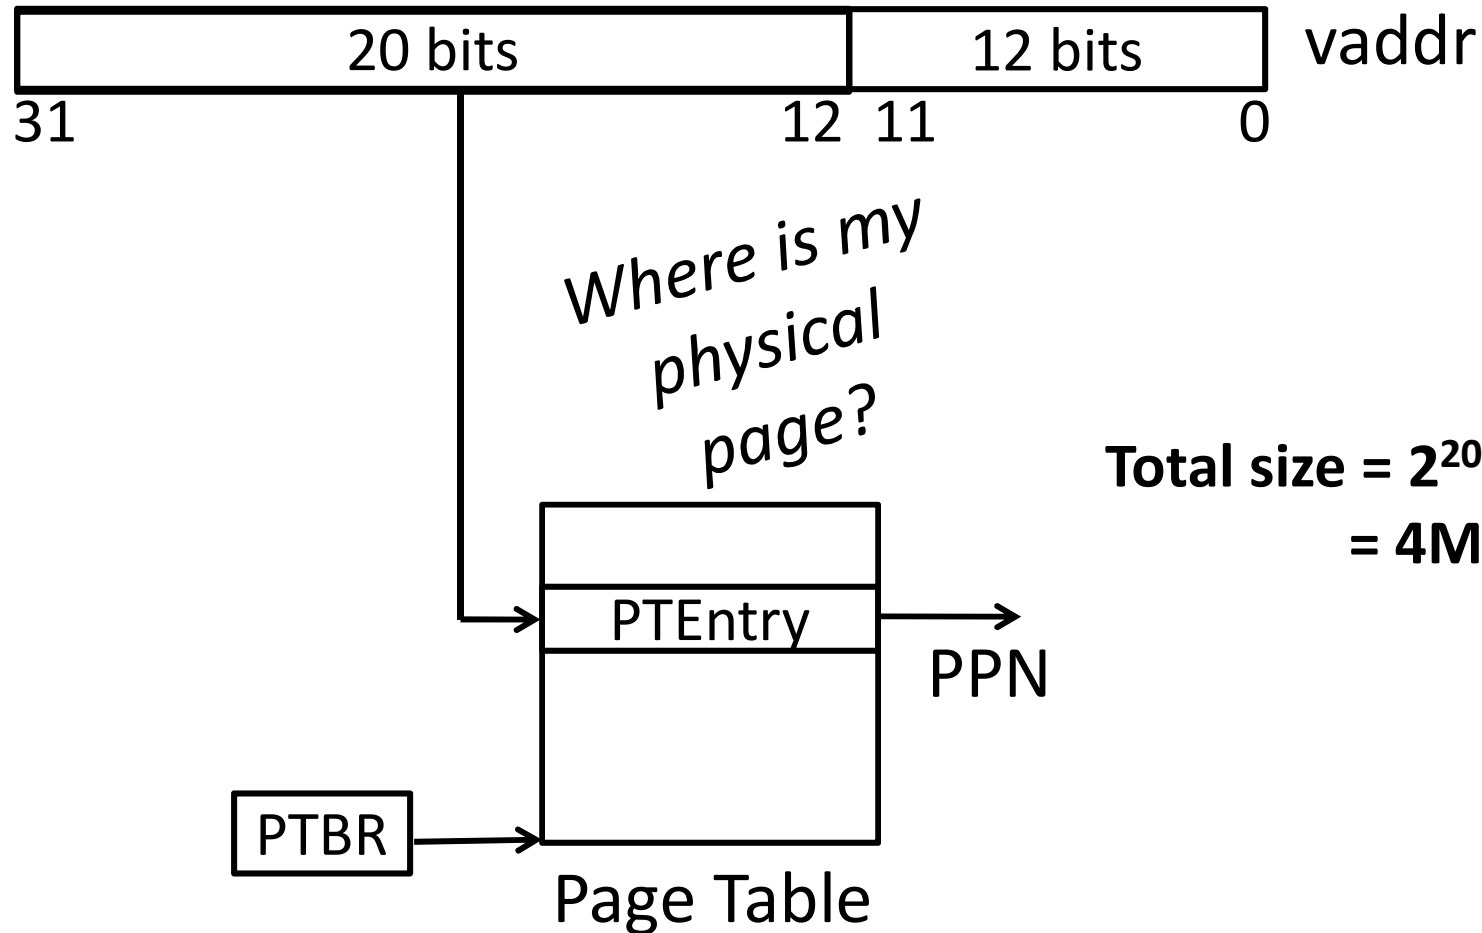 20 bits 12 bits vaddr
31 12 11 0
Where is my
physical
page?
Total size = 2²⁰
= 4M
PTEntry
PPN
PTBR
Page Table